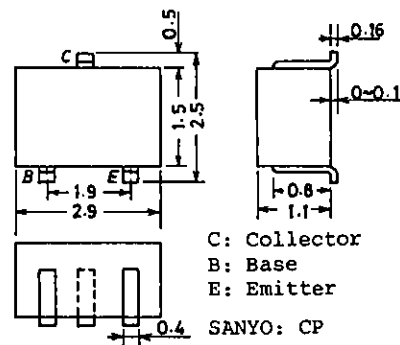 C
0.5
1.5
2.5
B
E
1.9
2.9
0.16
0~0.1
0.8
1.1
0.4
C: Collector
B: Base
E: Emitter
SANYO: CP